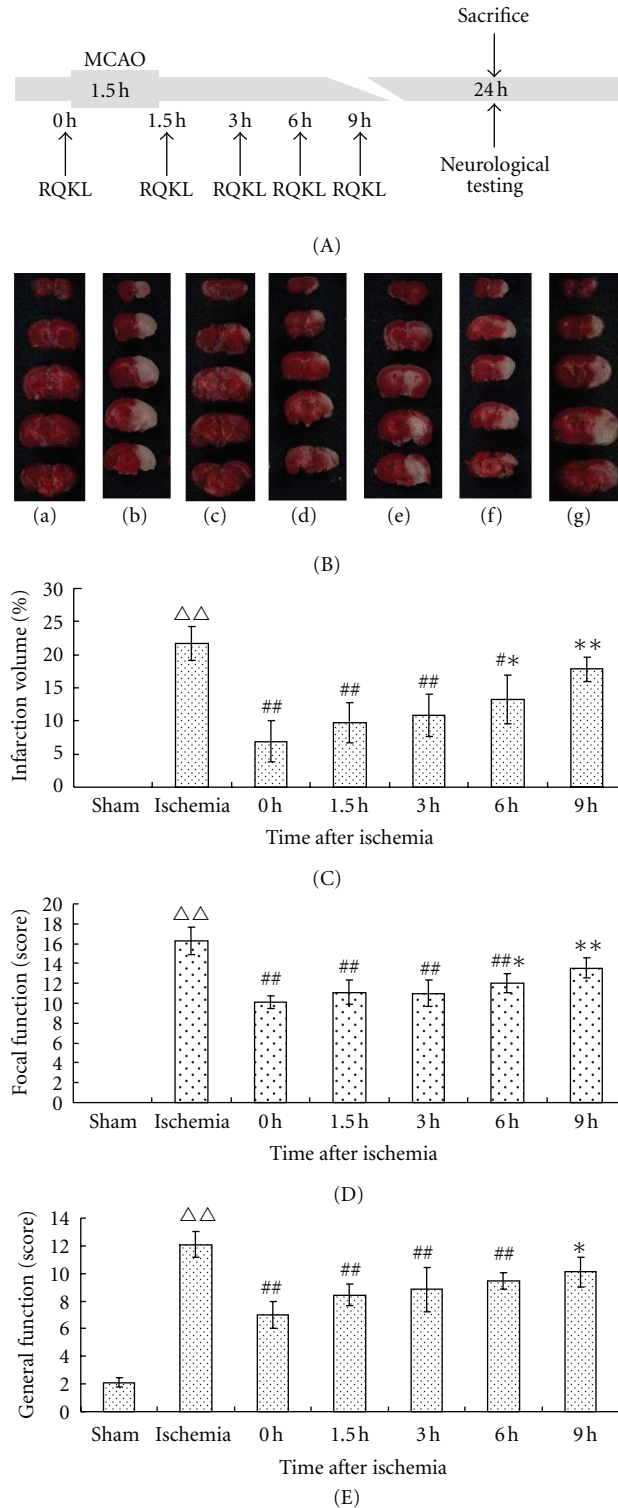 Sacrifice
MCAO
1.5 h
24 h
0 h 1.5 h 3 h 6 h 9 h
RQKL RQKL RQKL RQKL RQKL
Neurological
testing
(A)
(a) (b) (c) (d) (e) (f) (g)
(B)
Infarction volume (%)
30
25
20
15
10
5
0
△△
##
##
##
#∗
∗∗
Sham Ischemia 0 h 1.5 h 3 h 6 h 9 h
Time after ischemia
(C)
Focal function (score)
20
18
16
14
12
10
8
6
4
2
0
△△
##
##
##
##∗
∗∗
Sham Ischemia 0 h 1.5 h 3 h 6 h 9 h
Time after ischemia
(D)
General function (score)
14
12
10
8
6
4
2
0
△△
##
##
##
##
∗
Sham Ischemia 0 h 1.5 h 3 h 6 h 9 h
Time after ischemia
(E)